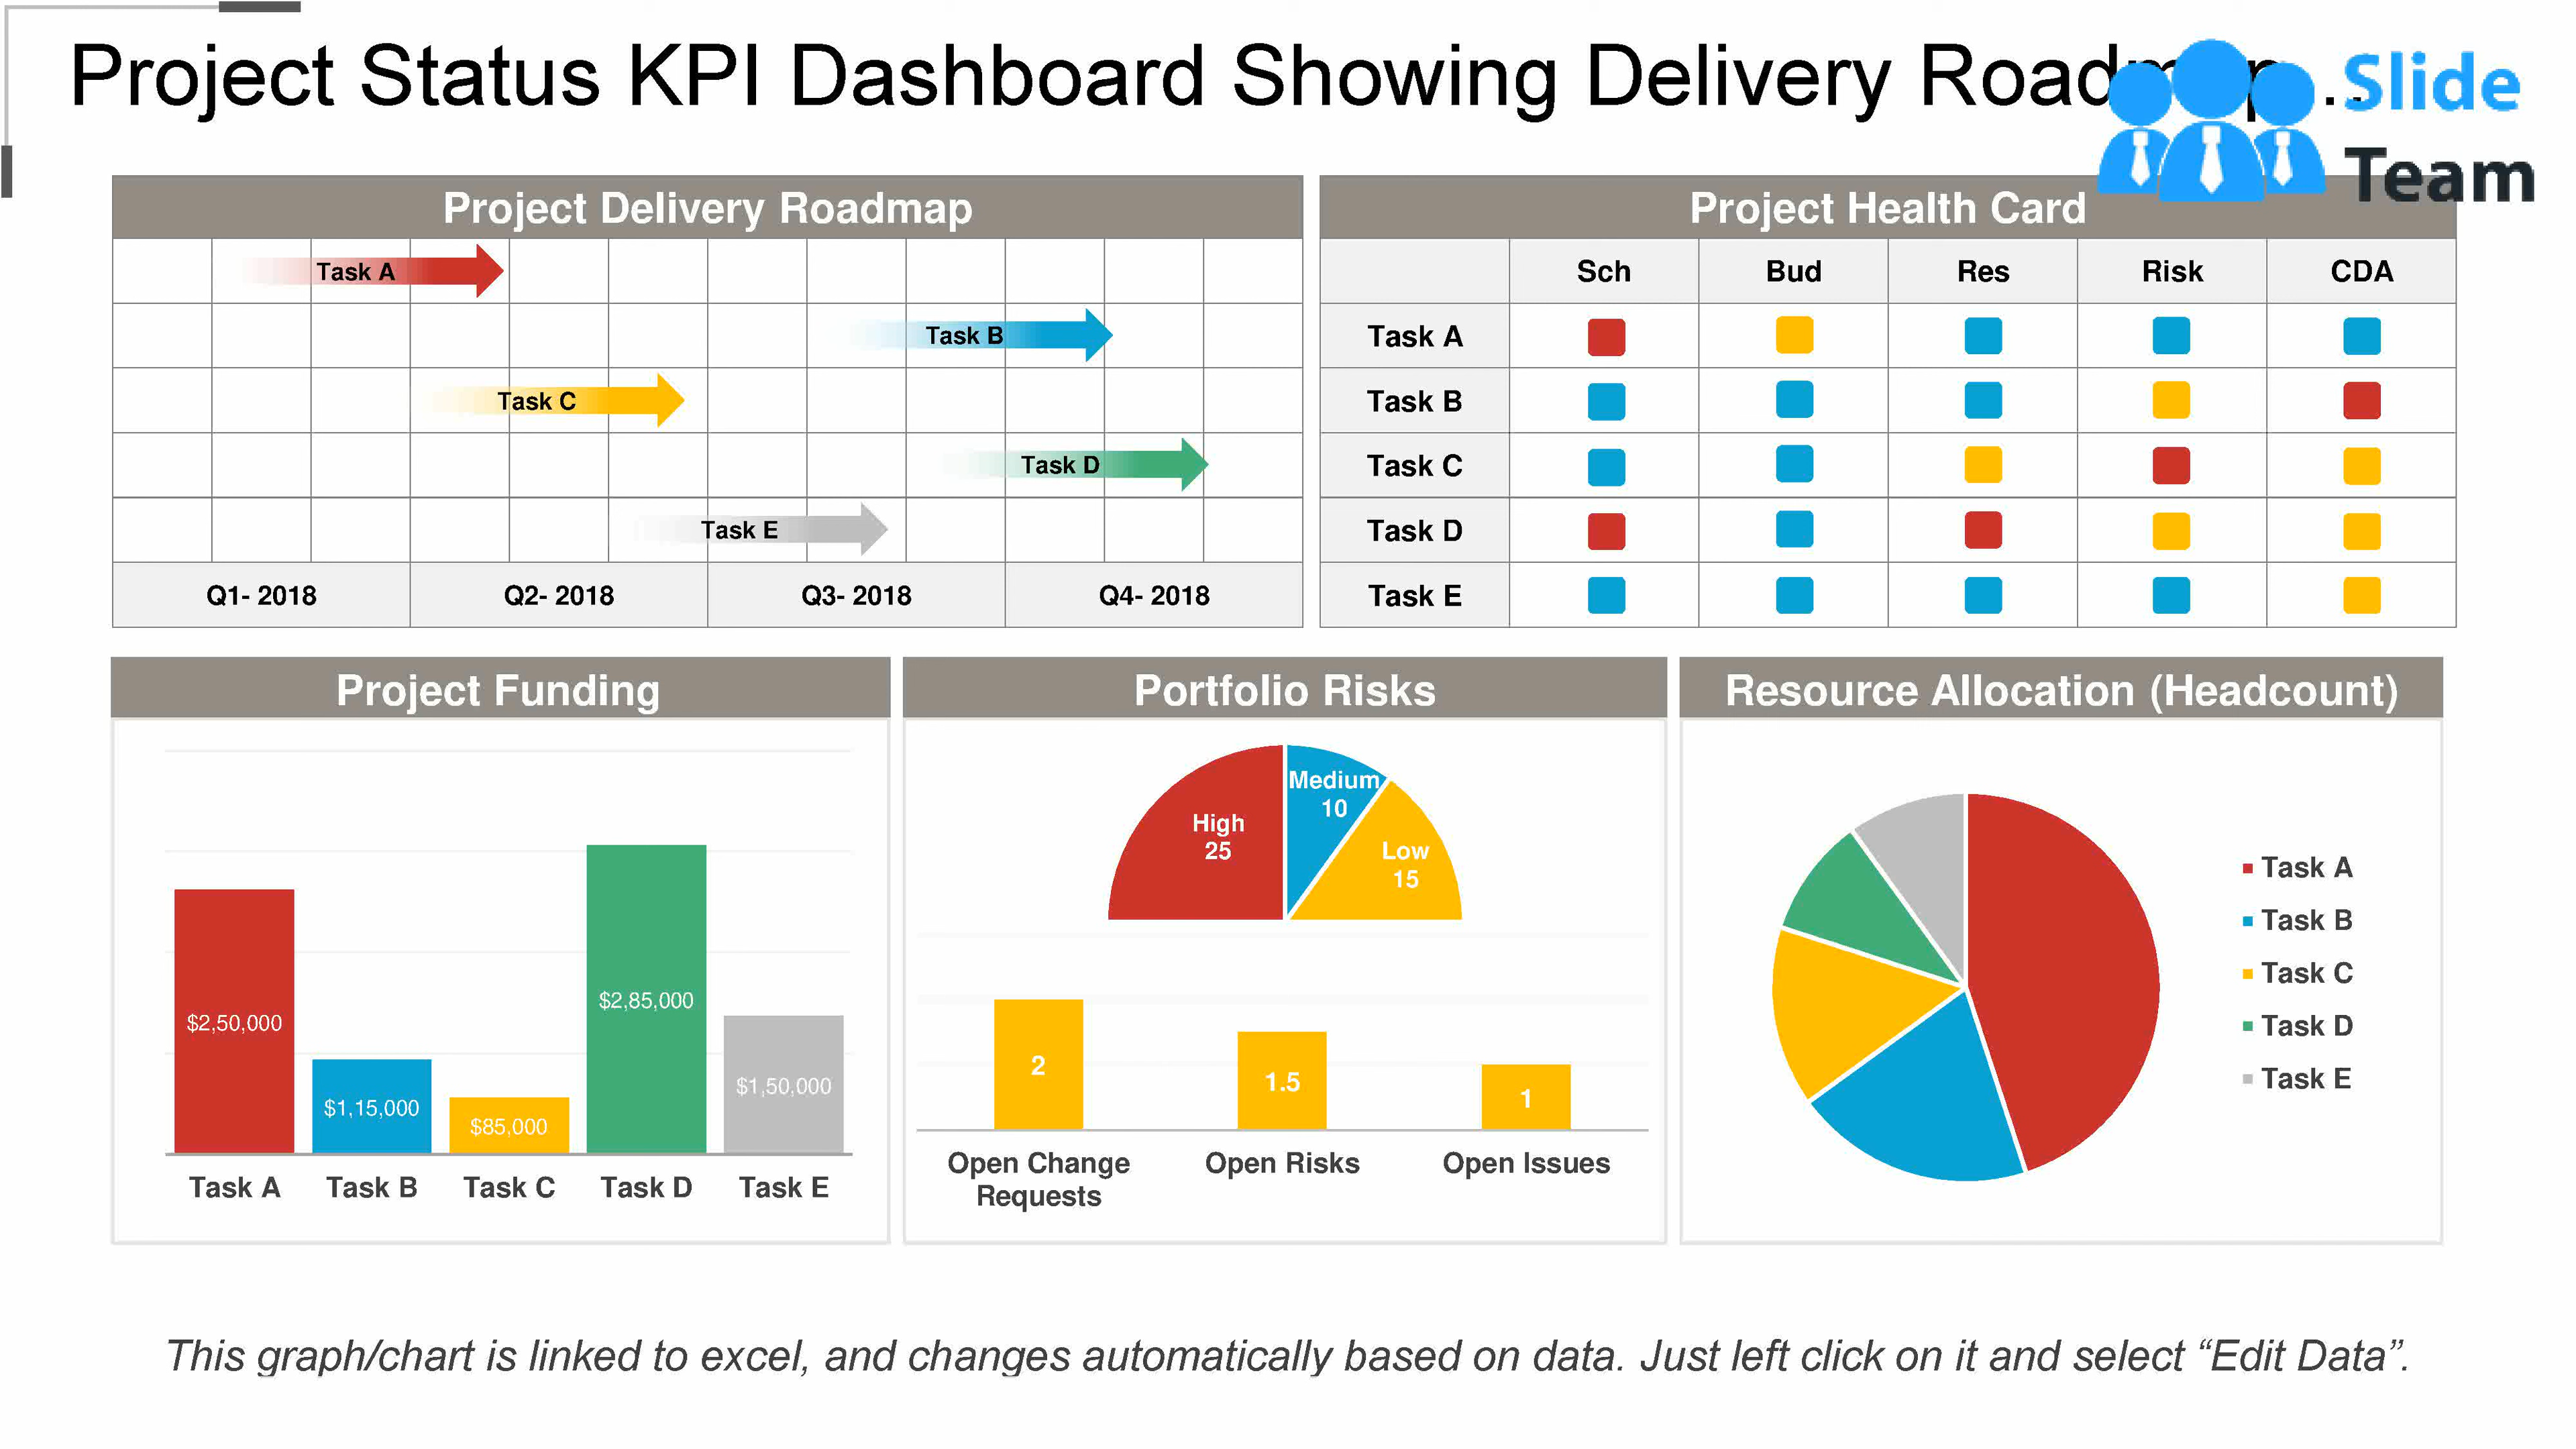 Project Status KPI Dashboard Showing Delivery Roadmap..
Slide
Team
Project Delivery Roadmap
Task A
Task B
Task C
Task D
Task E
Q1- 2018 Q2- 2018 Q3- 2018 Q4- 2018
Project Health Card
Sch Bud Res Risk CDA
Task A
Task B
Task C
Task D
Task E
Project Funding
$2,50,000
$1,15,000
$85,000
$2,85,000
$1,50,000
Task A Task B Task C Task D Task E
Portfolio Risks
High
25
Medium
10
Low
15
2
1.5
1
Open Change
Requests
Open Risks
Open Issues
Resource Allocation (Headcount)
Task A
Task B
Task C
Task D
Task E
This graph/chart is linked to excel, and changes automatically based on data. Just left click on it and select “Edit Data”.